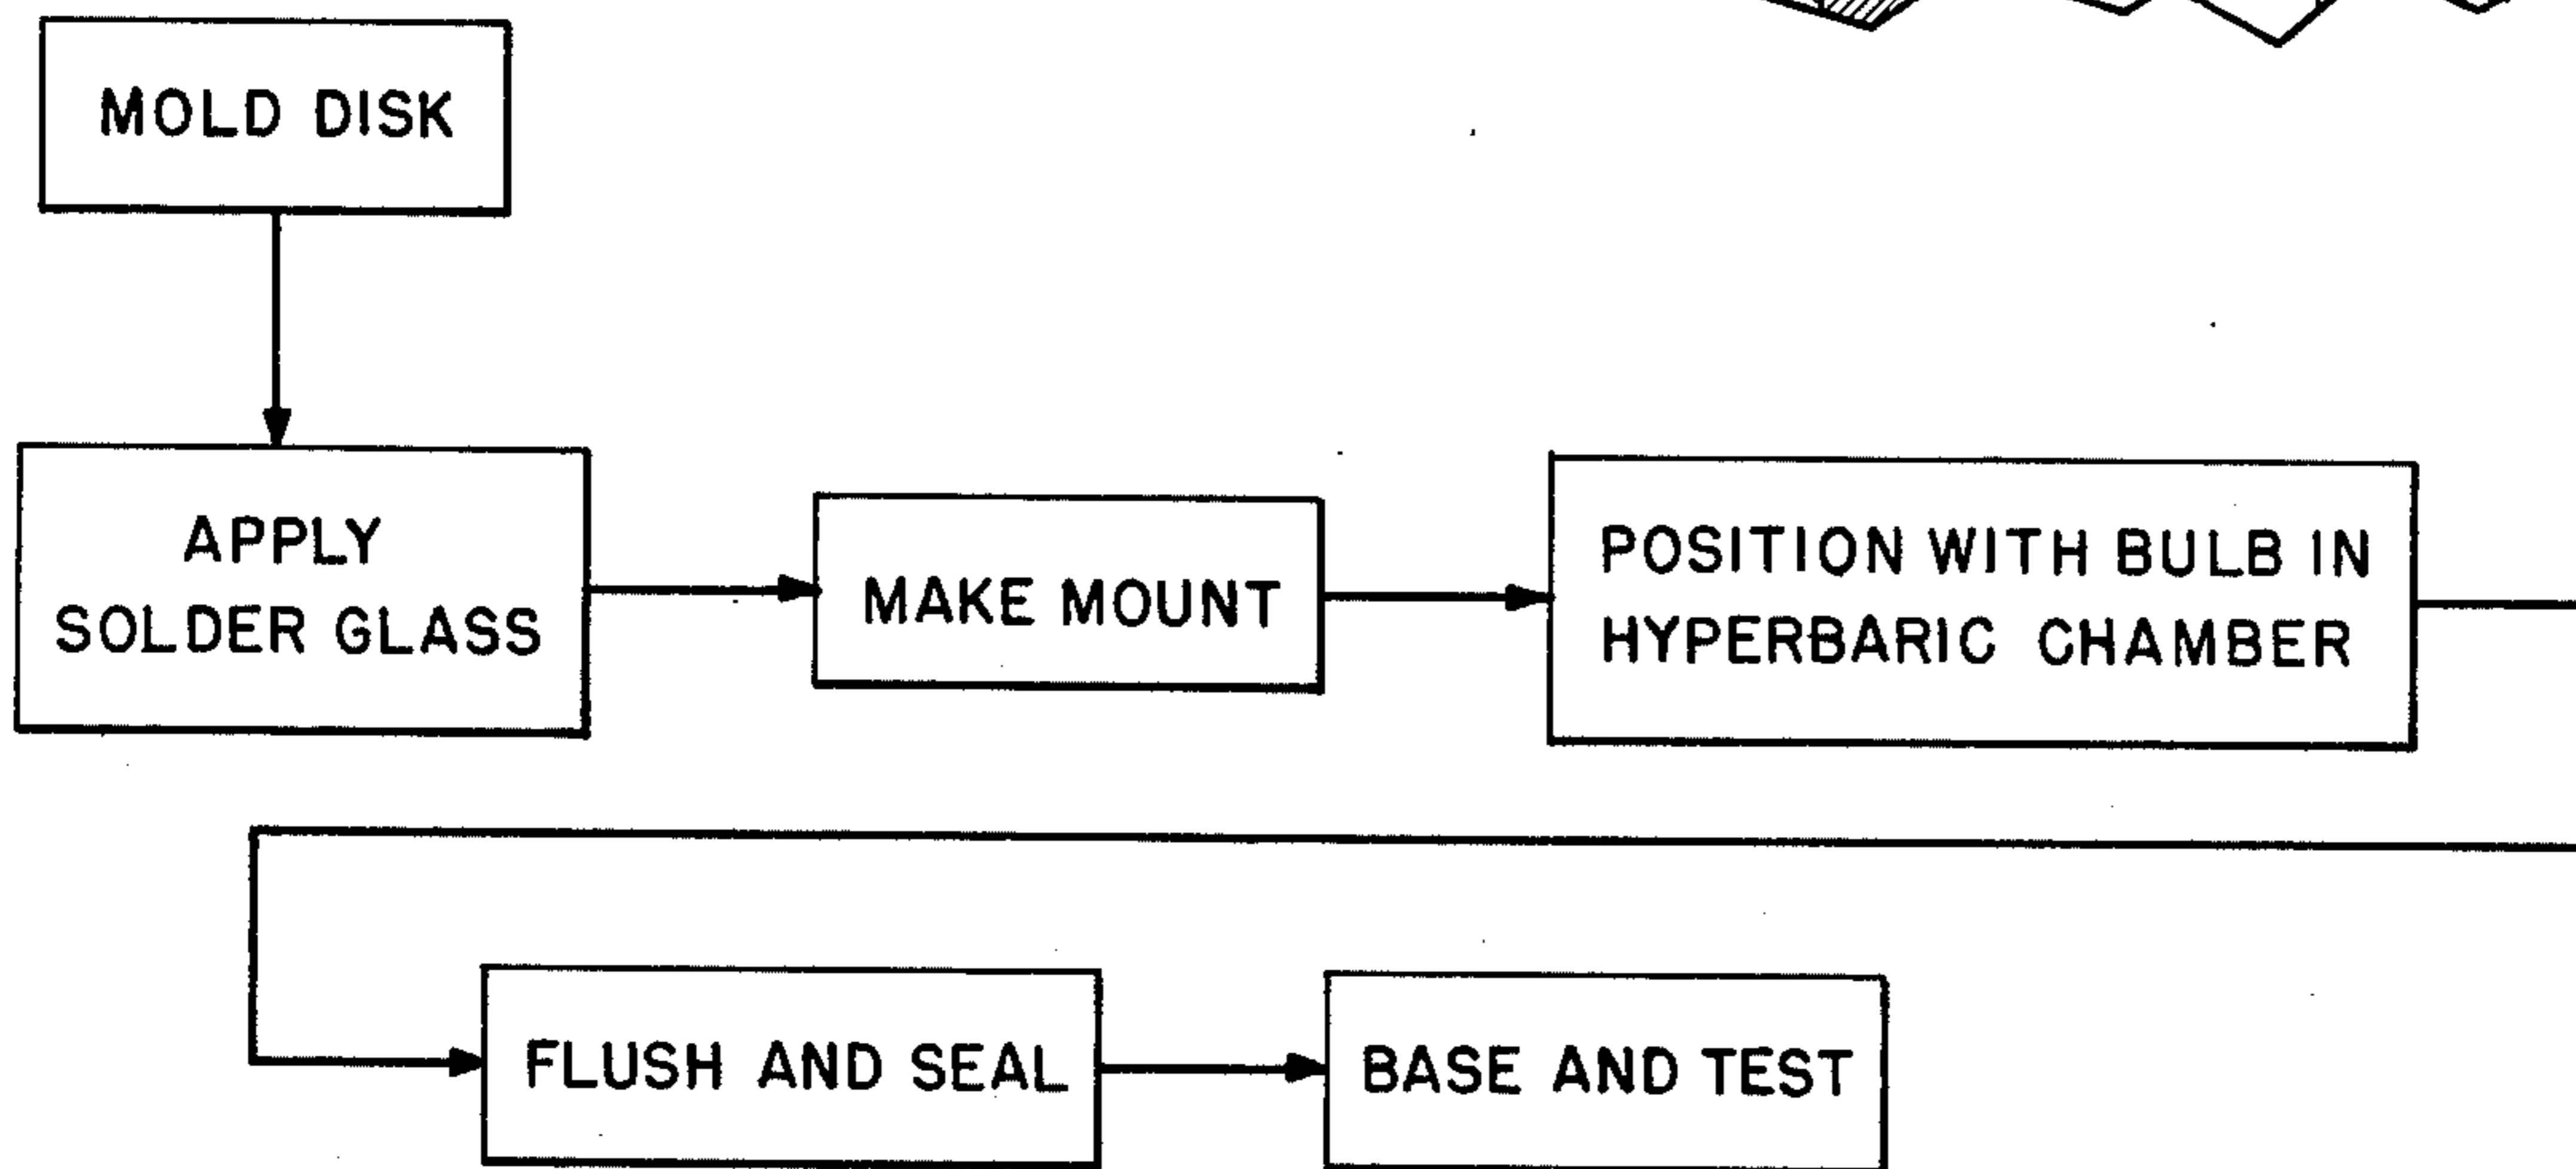 MOLD DISK
APPLY
SOLDER GLASS
MAKE MOUNT
POSITION WITH BULB IN
HYPERBARIC CHAMBER
FLUSH AND SEAL
BASE AND TEST